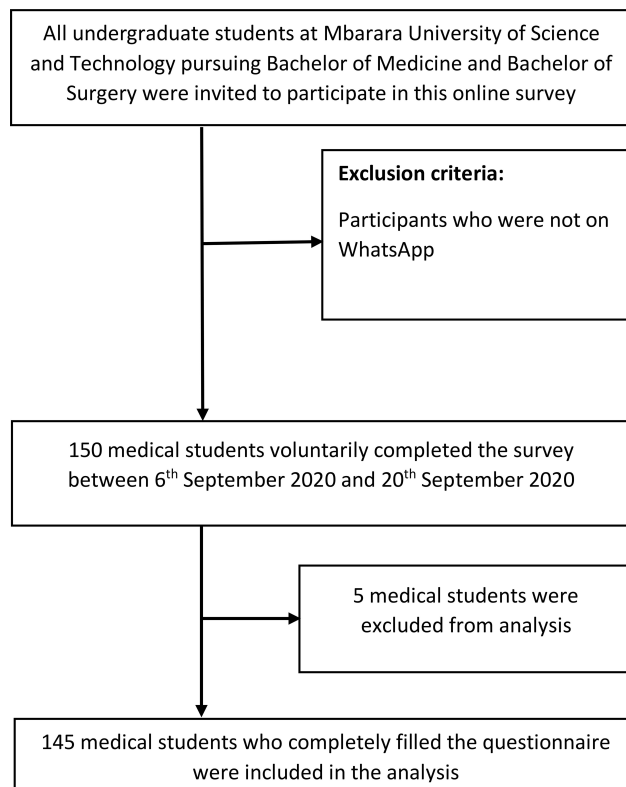 All undergraduate students at Mbarara University of Science
and Technology pursuing Bachelor of Medicine and Bachelor of
Surgery were invited to participate in this online survey
Exclusion criteria:
Participants who were not on
WhatsApp
150 medical students voluntarily completed the survey
between 6th September 2020 and 20th September 2020
5 medical students were
excluded from analysis
145 medical students who completely filled the questionnaire
were included in the analysis